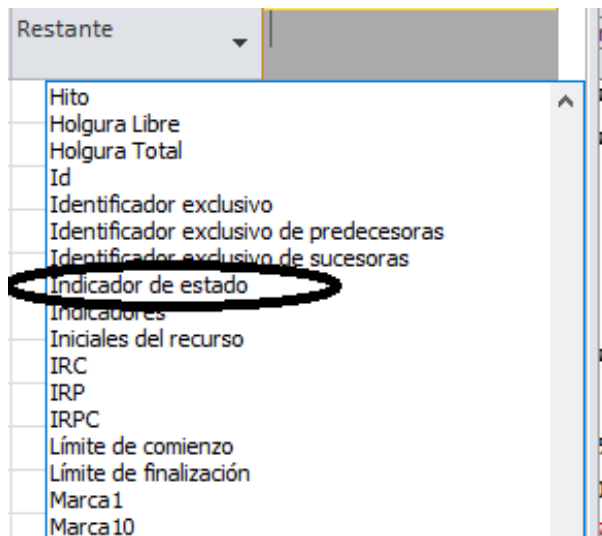 Restante
Hito
Holgura Libre
Holgura Total
Id
Identificador exclusivo
Identificador exclusivo de predecesoras
Identificador exclusivo de sucesoras
Indicador de estado
Indicadores
Iniciales del recurso
IRC
IRP
IRPC
Límite de comienzo
Límite de finalización
Marca1
Marca10